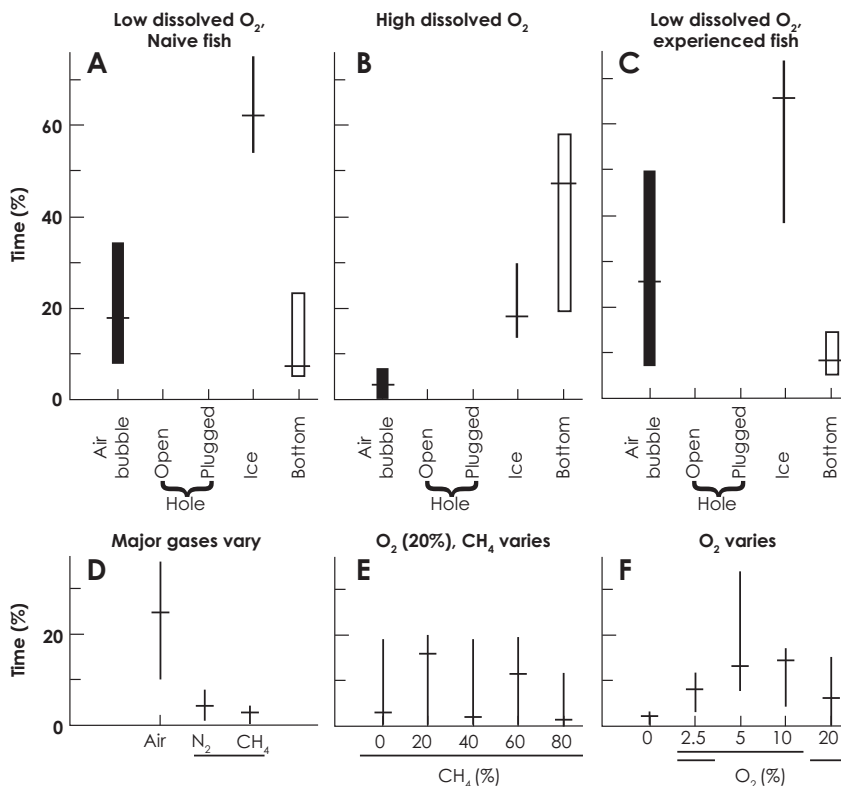 Low dissolved O₂,
Naive fish
High dissolved O₂
Low dissolved O₂,
experienced fish
A
B
C
Time (%)
60
40
20
0
Air bubble
Open
Plugged
Ice
Bottom
Hole
Air bubble
Open
Plugged
Ice
Bottom
Hole
Air bubble
Open
Plugged
Ice
Bottom
Hole
Major gases vary
O₂ (20%), CH₄ varies
O₂ varies
D
E
F
Time (%)
20
0
Air N₂ CH₄
0 20 40 60 80
CH₄ (%)
0 2.5 5 10 20
O₂ (%)